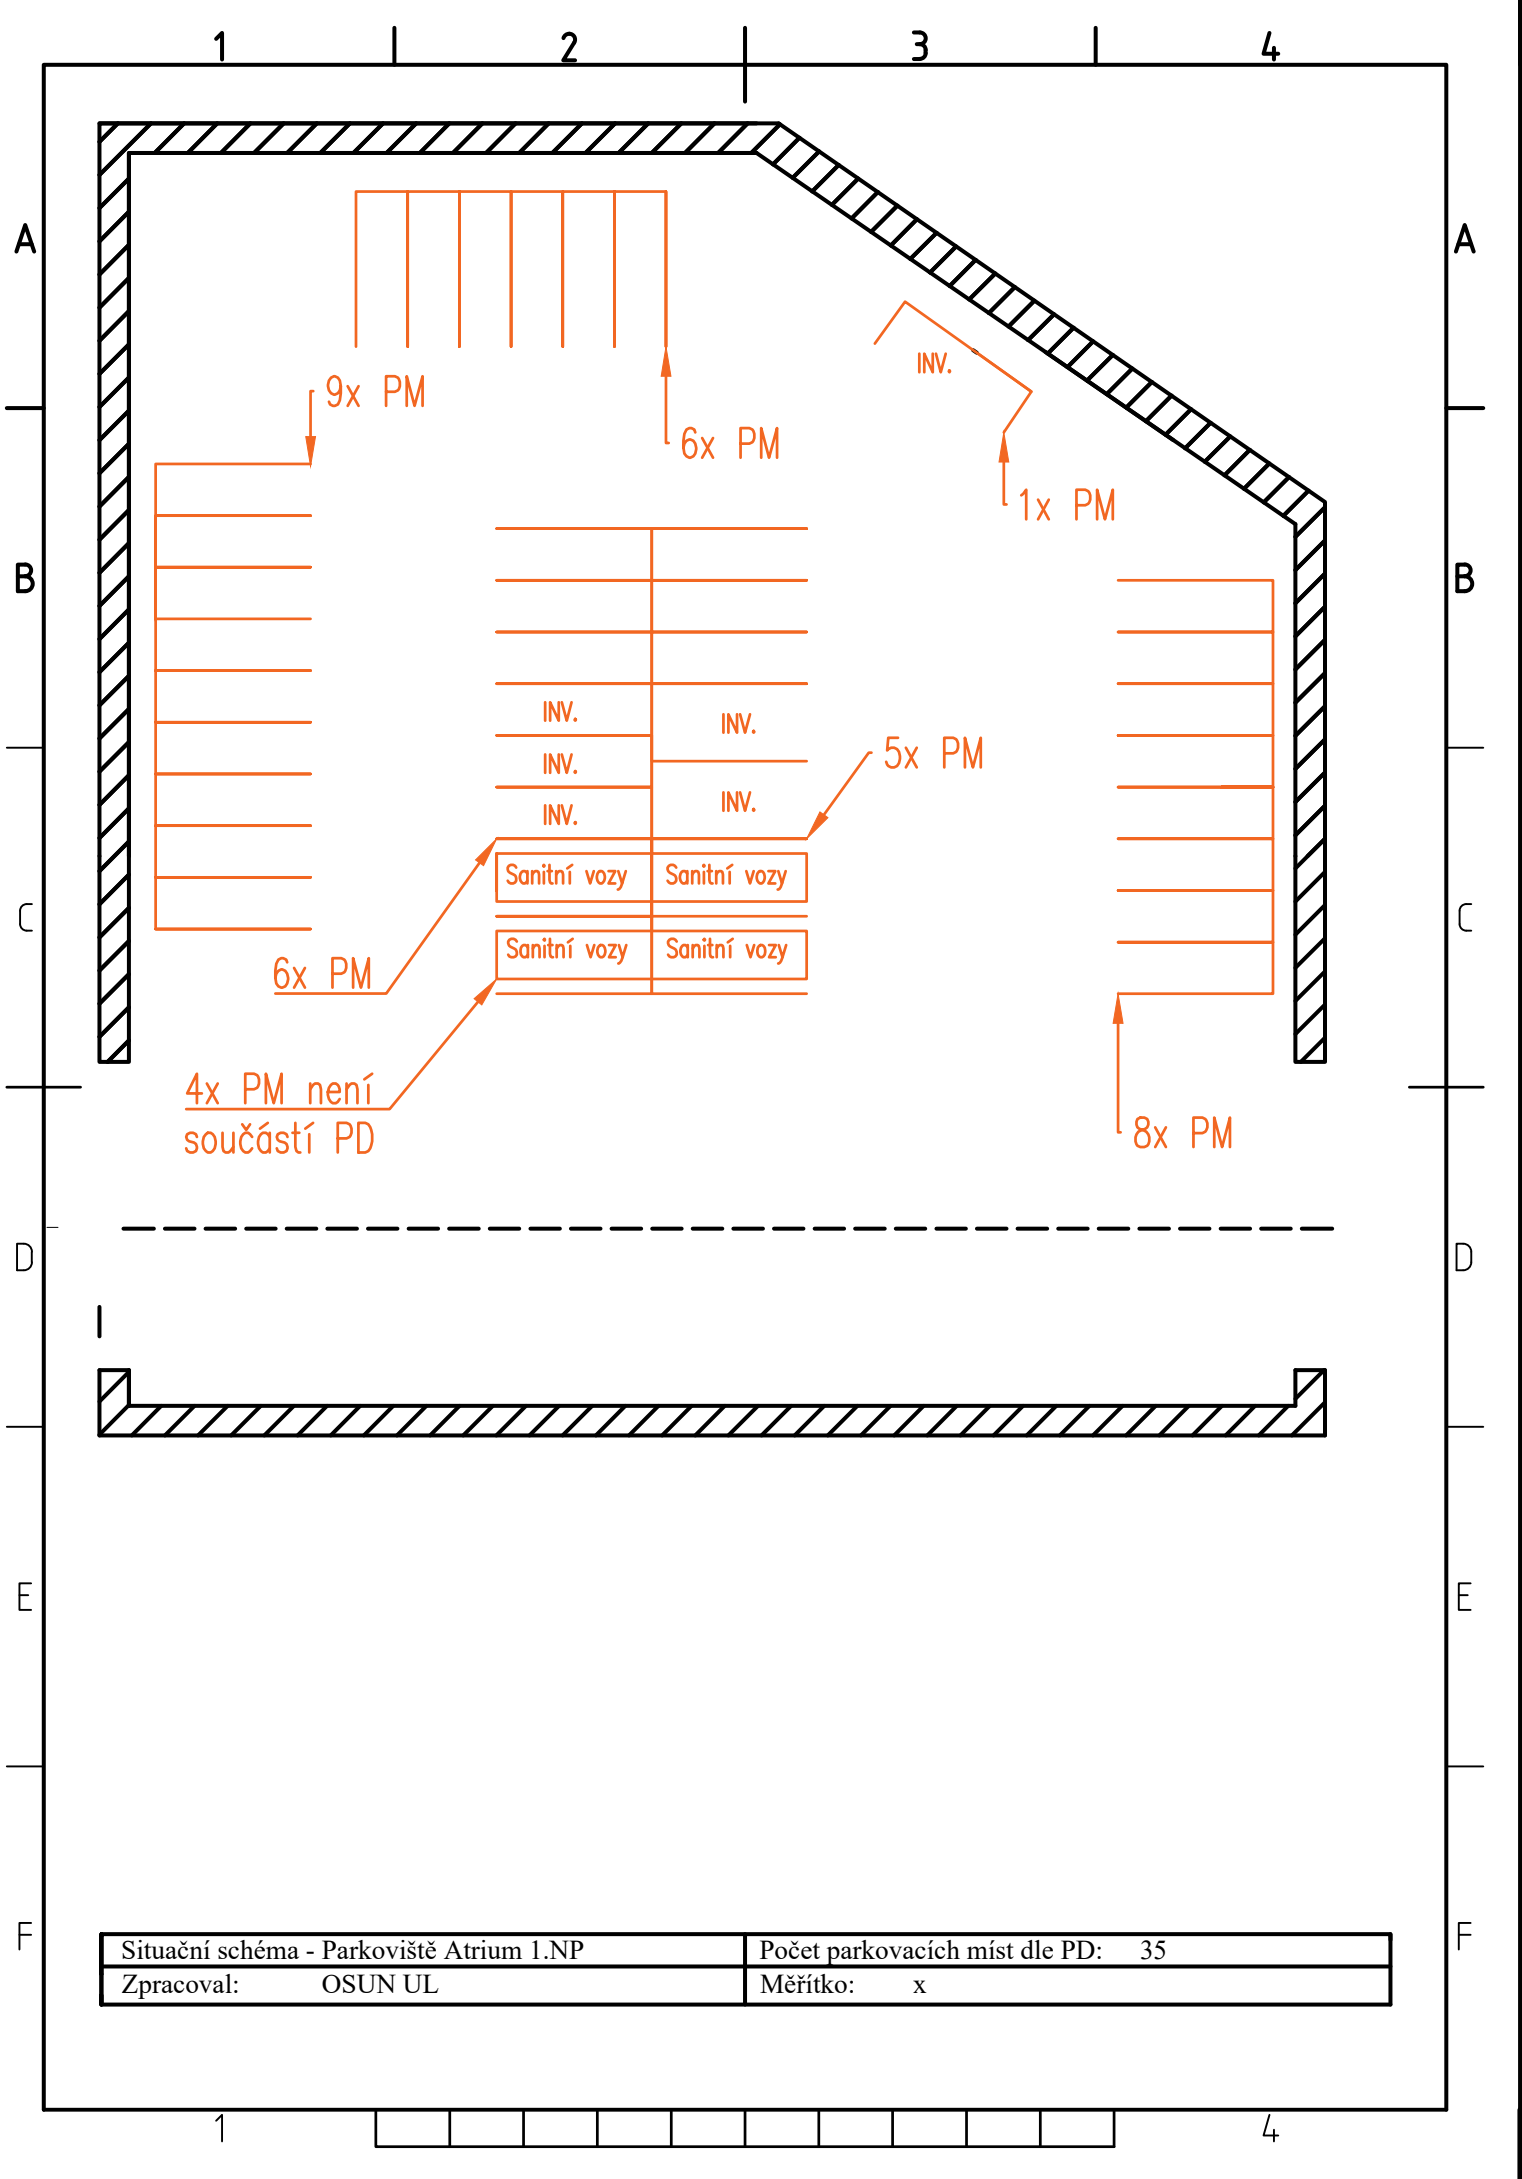 1 2 3 4
A A
9x PM
6x PM
INV.
1x PM
B B
INV. INV.
INV.
INV. INV.
5x PM
Sanitní vozy Sanitní vozy
C C
Sanitní vozy Sanitní vozy
6x PM
4x PM není
součástí PD
8x PM
D D
E E
F F
Situační schéma - Parkoviště Atrium 1.NP Počet parkovacích míst dle PD: 35
Zpracoval: OSUN UL Měřítko: x
1 4